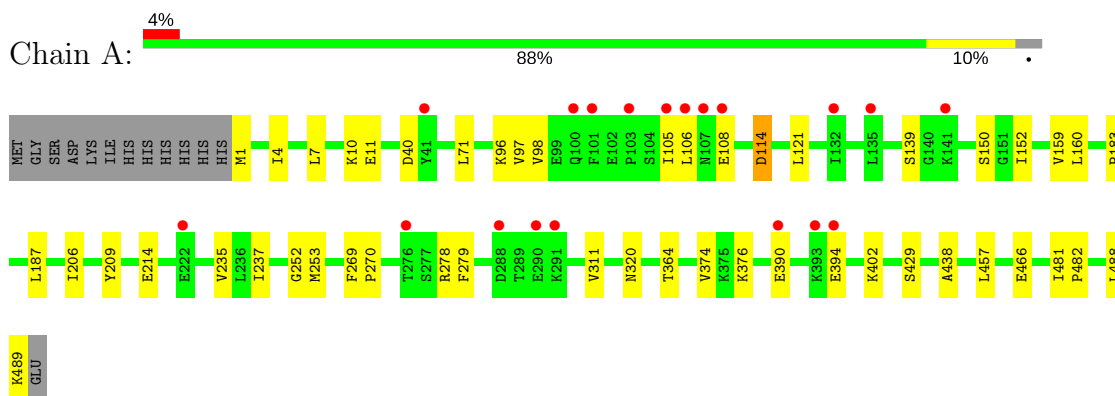 4%
Chain A:
88% 10% •
MET GLY SER ASP LYS ILE HIS HIS HIS HIS HIS HIS M1 I4 L7 K10 E11 D40 Y41 L71 K96 V97 V98 E99 Q100 F101 E102 P103 S104 I105 L106 N107 E108 D114 L121 I132 L135 S139 G140 K141 S150 G151 I152 V159 L160
L187 I206 Y209 E214 E222 V235 L236 I237 G252 M253 F269 P270 T276 S277 R278 F279 D288 T289 E290 K291 V311 N320 T364 V374 K375 K376 E390 K393 E394 K402 S429 A438 L457 E466 I481 P482
K489 GLU